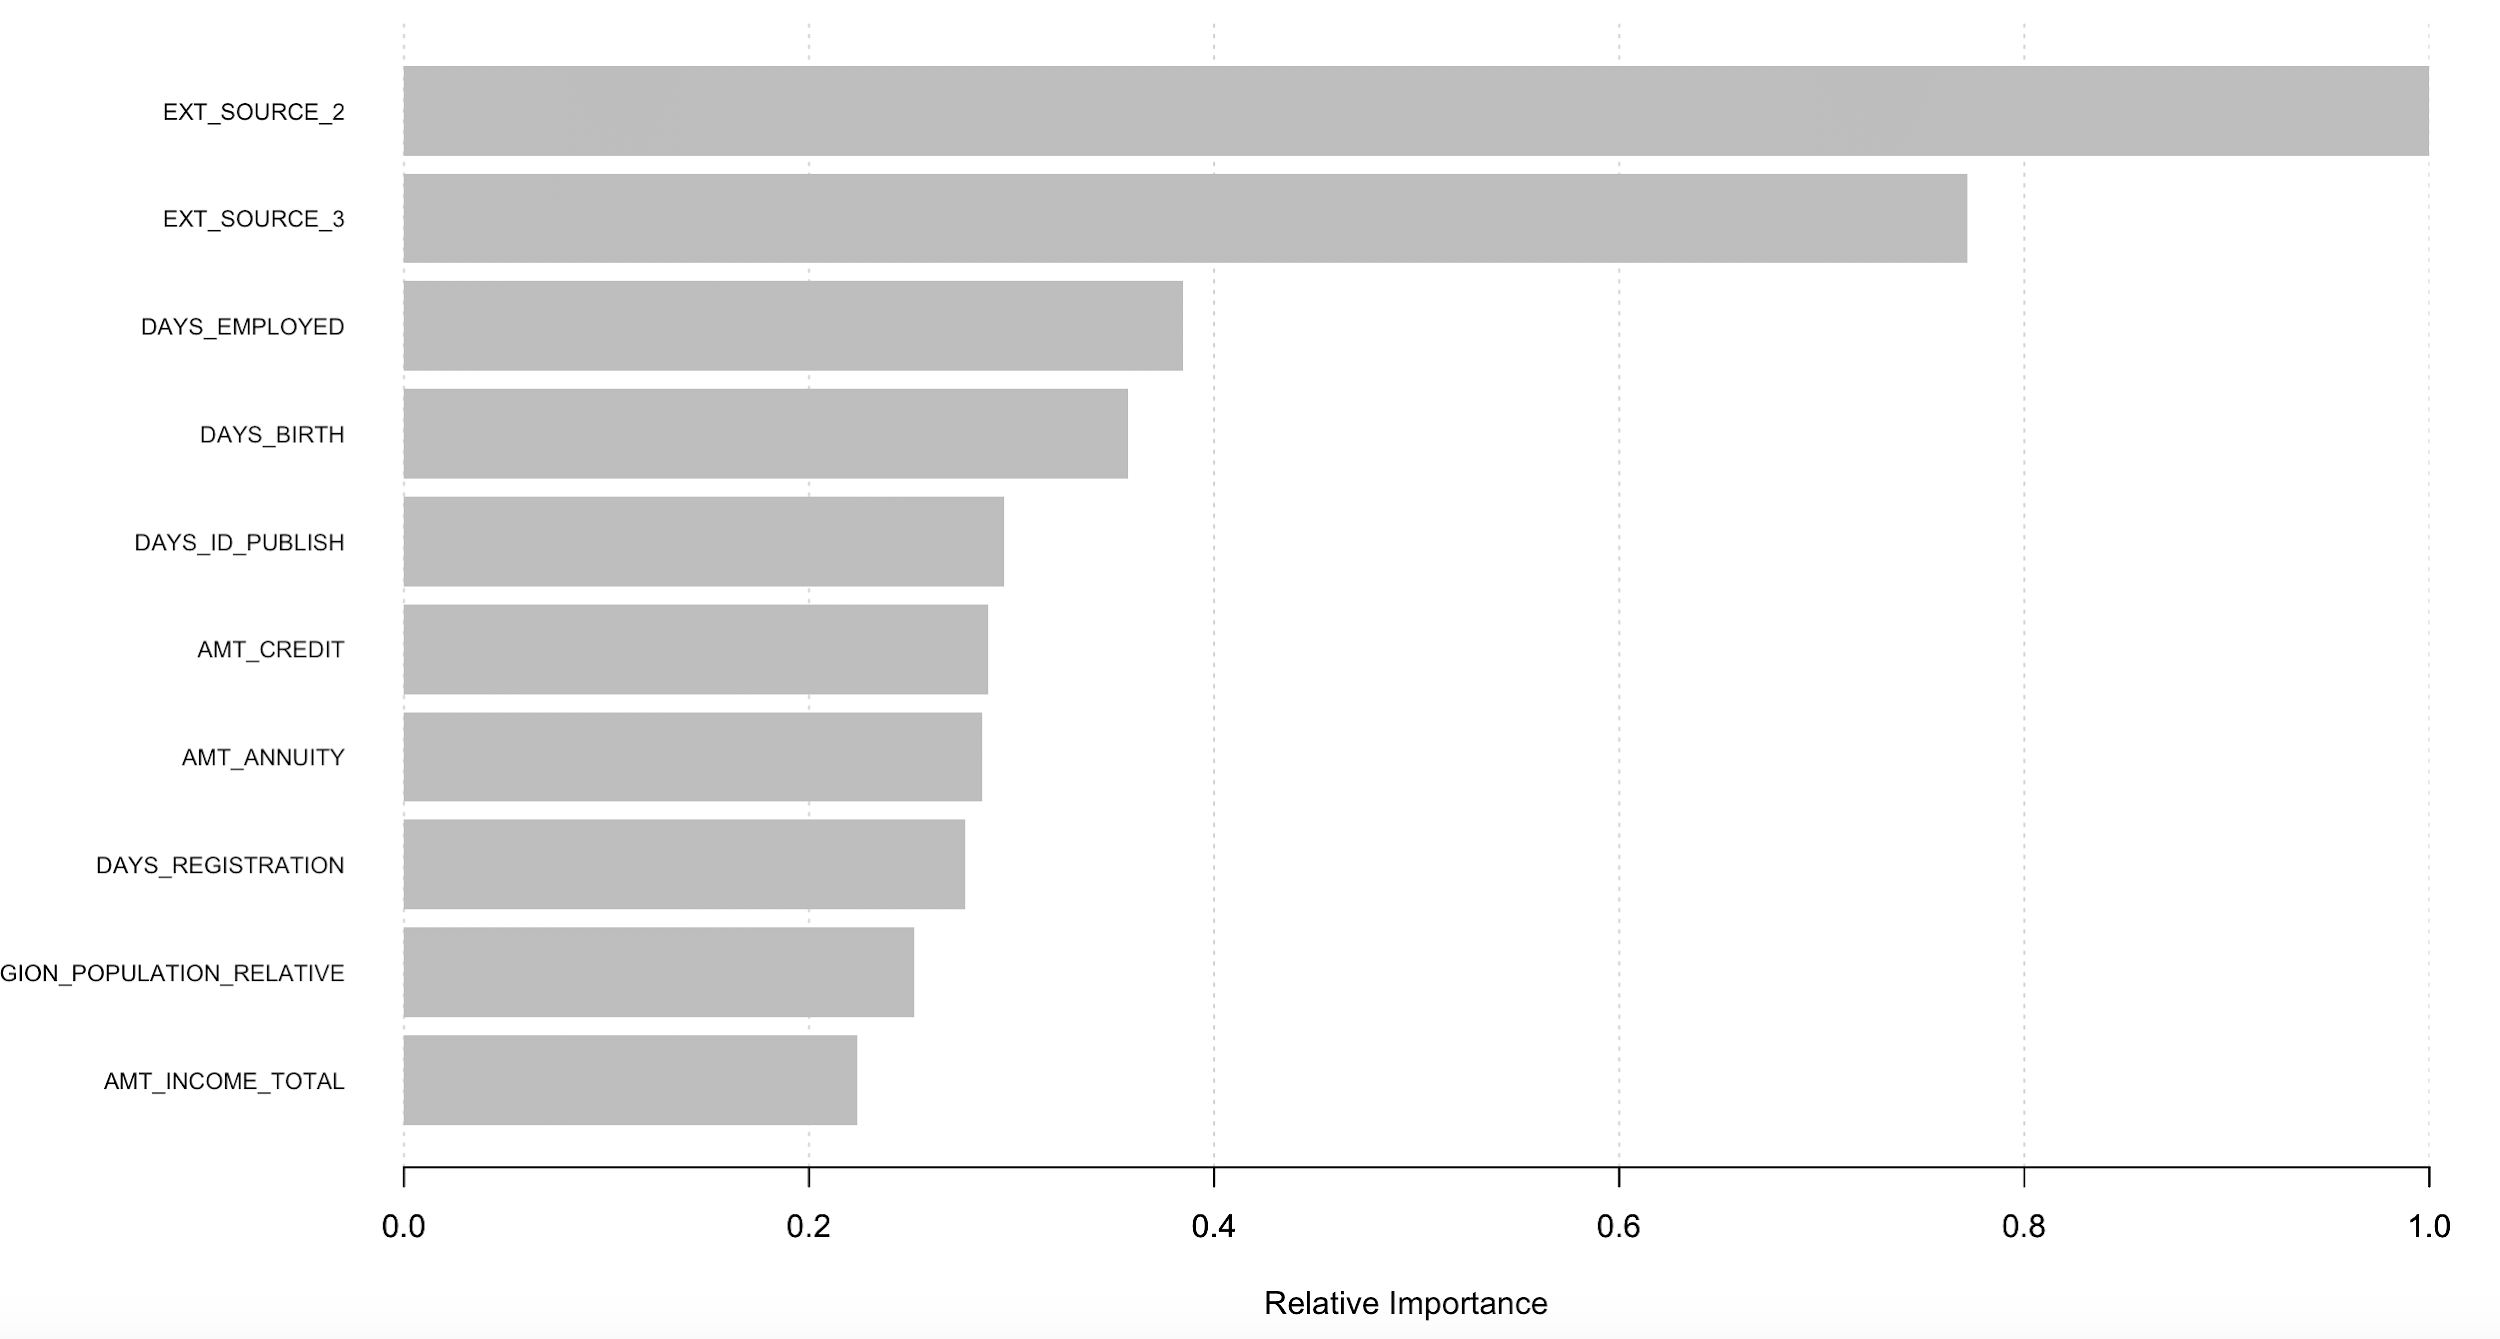 EXT_SOURCE_2
EXT_SOURCE_3
DAYS_EMPLOYED
DAYS_BIRTH
DAYS_ID_PUBLISH
AMT_CREDIT
AMT_ANNUITY
DAYS_REGISTRATION
GION_POPULATION_RELATIVE
AMT_INCOME_TOTAL
0.0 0.2 0.4 0.6 0.8 1.0
Relative Importance